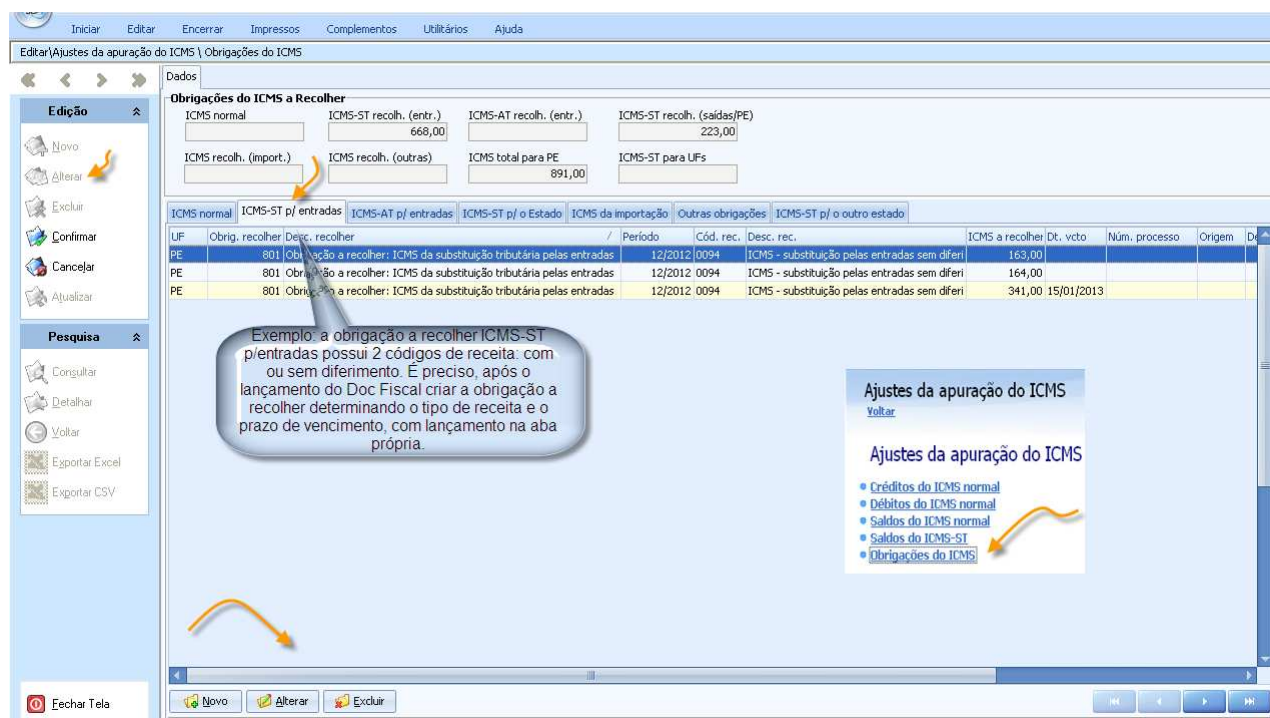 Iniciar Editar Encerrar Impressos Complementos Utilitários Ajuda
Editar\Ajustes da apuração do ICMS \ Obrigações do ICMS
Edição
Novo
Alterar
Excluir
Confirmar
Cancelar
Atualizar
Pesquisa
Consultar
Detalhar
Voltar
Exportar Excel
Exportar CSV
Fechar Tela
Dados
Obrigações do ICMS a Recolher
ICMS normal ICMS-ST recolh. (entr.) ICMS-AT recolh. (entr.) ICMS-ST recolh. (saídas/PE)
668,00 223,00
ICMS recolh. (import.) ICMS recolh. (outras) ICMS total para PE ICMS-ST para UFs
891,00
ICMS normal ICMS-ST p/ entradas ICMS-AT p/ entradas ICMS-ST p/ o Estado ICMS da importação Outras obrigações ICMS-ST p/ o outro estado
UF Obrig. recolher Desc. recolher Período Cód. rec. Desc. rec. ICMS a recolher Dt. vcto Núm. processo Origem De
PE 801 Obrigação a recolher: ICMS da substituição tributária pelas entradas 12/2012 0094 ICMS - substituição pelas entradas sem diferi 163,00
PE 801 Obrigação a recolher: ICMS da substituição tributária pelas entradas 12/2012 0094 ICMS - substituição pelas entradas sem diferi 164,00
PE 801 Obrigação a recolher: ICMS da substituição tributária pelas entradas 12/2012 0094 ICMS - substituição pelas entradas sem diferi 341,00 15/01/2013
Exemplo: a obrigação a recolher ICMS-ST
p/entradas possui 2 códigos de receita: com
ou sem diferimento. É preciso, após o
lançamento do Doc Fiscal criar a obrigação a
recolher determinando o tipo de receita e o
prazo de vencimento, com lançamento na aba
própria.
Ajustes da apuração do ICMS
Voltar
Ajustes da apuração do ICMS
Créditos do ICMS normal
Débitos do ICMS normal
Saldos do ICMS normal
Saldos do ICMS-ST
Obrigações do ICMS
Novo Alterar Excluir